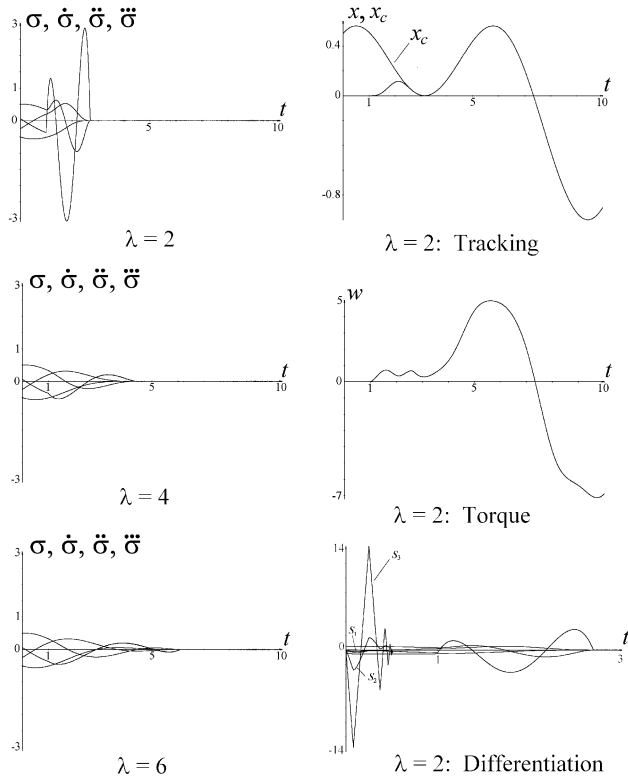 σ, σ̇, σ̈, σ⃛
3
1
0
-3
5
10
t
λ = 2
x, xc
xc
0.4
0
-0.8
1
5
10
t
λ = 2: Tracking
σ, σ̇, σ̈, σ⃛
3
1
0
-3
1
5
10
t
λ = 4
w
5
0
-7
1
5
10
t
λ = 2: Torque
σ, σ̇, σ̈, σ⃛
3
1
0
-3
1
5
10
t
λ = 6
14
0
-14
s3
s1
s2
1
3
t
λ = 2: Differentiation